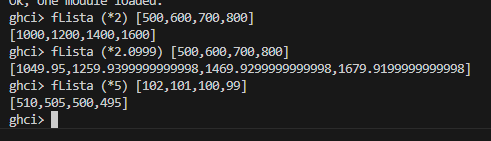 Ok, one module loaded.
ghci> fLista (*2) [500,600,700,800]
[1000,1200,1400,1600]
ghci> fLista (*2.0999) [500,600,700,800]
[1049.95,1259.9399999999998,1469.9299999999998,1679.9199999999998]
ghci> fLista (*5) [102,101,100,99]
[510,505,500,495]
ghci>